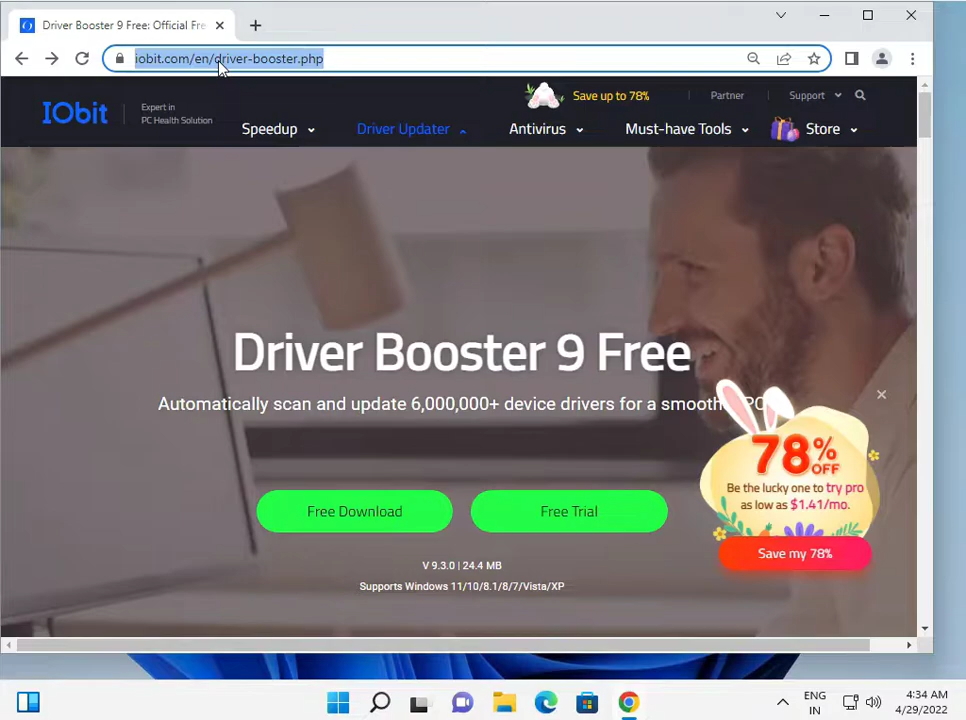 Driver Booster 9 Free: Official Fre
iobit.com/en/driver-booster.php
IObit
Expert in
PC Health Solution
Save up to 78%
Partner
Support
Speedup
Driver Updater
Antivirus
Must-have Tools
Store
Driver Booster 9 Free
Automatically scan and update 6,000,000+ device drivers for a smooth PC
78%
OFF
Be the lucky one to try pro
as low as $1.41/mo.
Save my 78%
Free Download
Free Trial
V 9.3.0 | 24.4 MB
Supports Windows 11/10/8.1/8/7/Vista/XP
ENG
IN
4:34 AM
4/29/2022